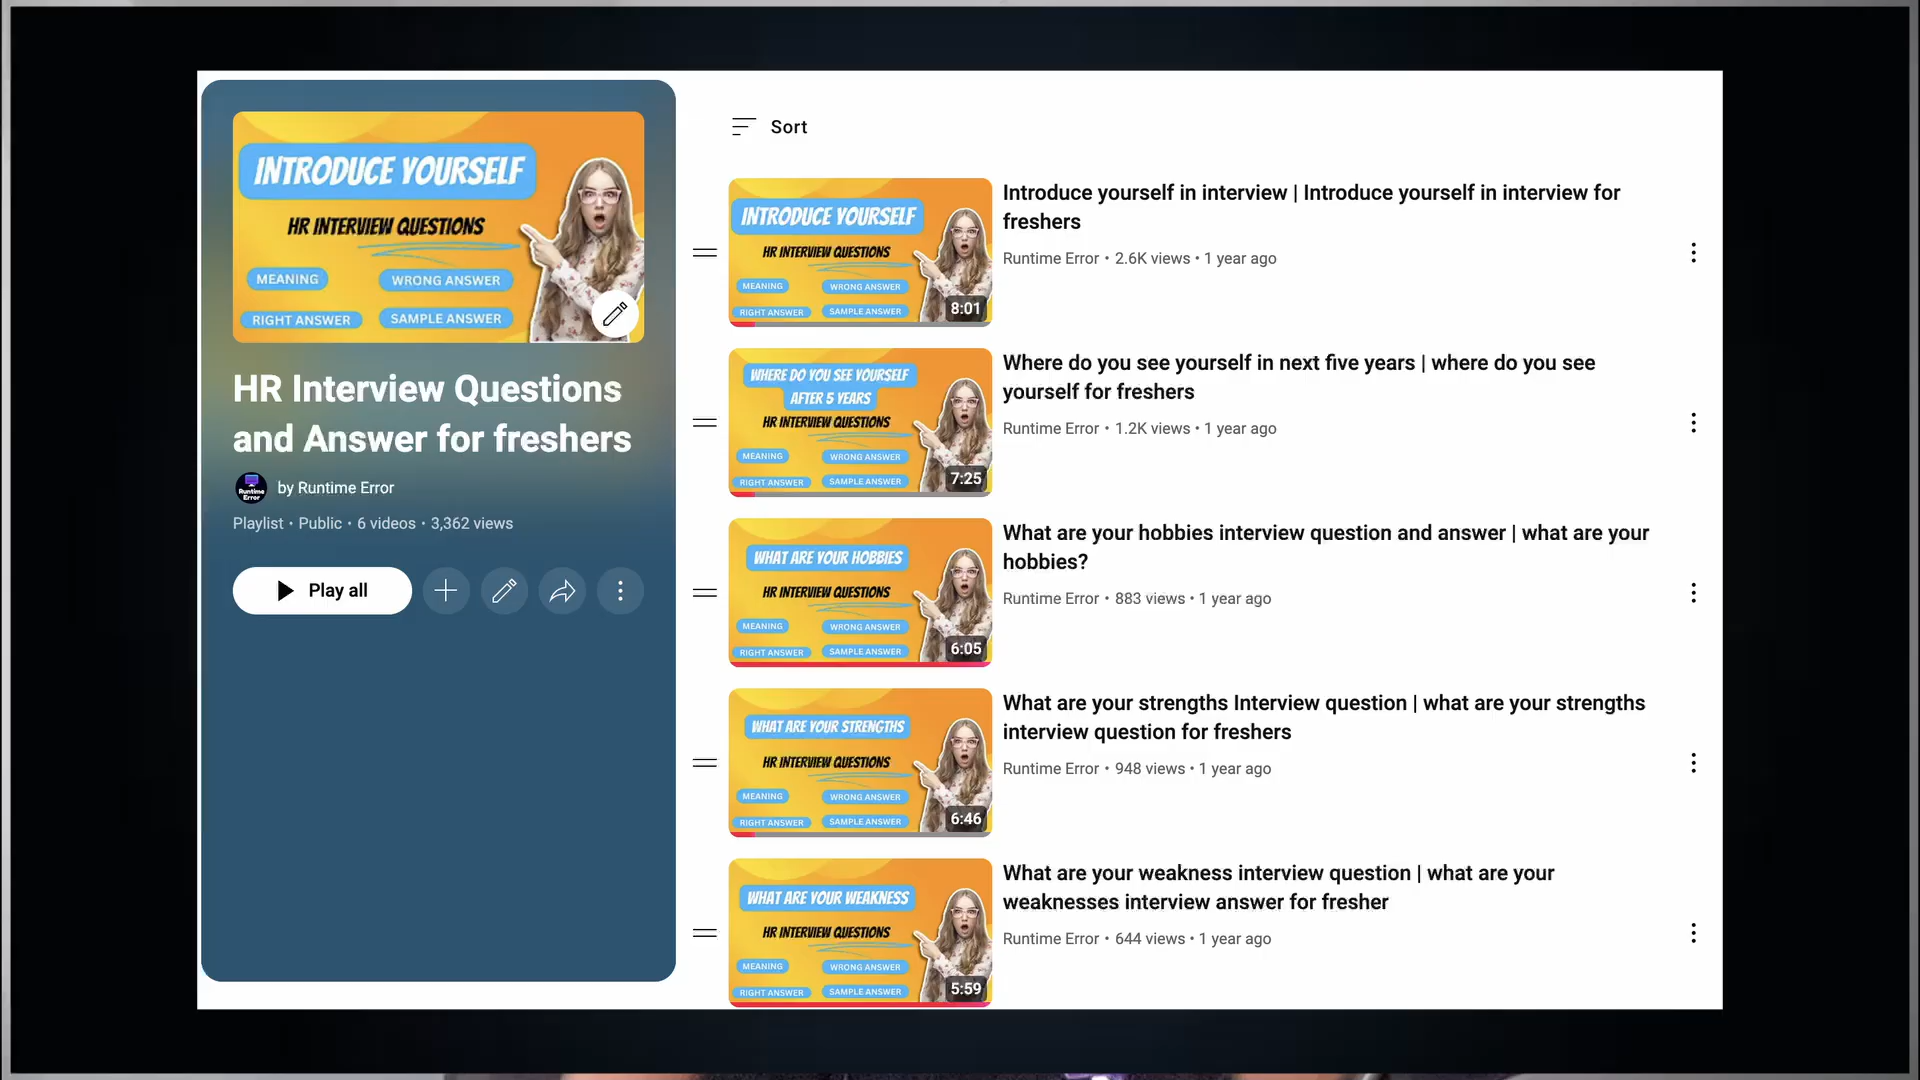 INTRODUCE YOURSELF
HR INTERVIEW QUESTIONS
MEANING
WRONG ANSWER
RIGHT ANSWER
SAMPLE ANSWER
HR Interview Questions
and Answer for freshers
Runtime
Error
by Runtime Error
Playlist • Public • 6 videos • 3,362 views
Play all
Sort
INTRODUCE YOURSELF
HR INTERVIEW QUESTIONS
MEANING
WRONG ANSWER
RIGHT ANSWER
SAMPLE ANSWER
8:01
Introduce yourself in interview | Introduce yourself in interview for
freshers
Runtime Error • 2.6K views • 1 year ago
WHERE DO YOU SEE YOURSELF
AFTER 5 YEARS
HR INTERVIEW QUESTIONS
MEANING
WRONG ANSWER
RIGHT ANSWER
SAMPLE ANSWER
7:25
Where do you see yourself in next five years | where do you see
yourself for freshers
Runtime Error • 1.2K views • 1 year ago
WHAT ARE YOUR HOBBIES
HR INTERVIEW QUESTIONS
MEANING
WRONG ANSWER
RIGHT ANSWER
SAMPLE ANSWER
6:05
What are your hobbies interview question and answer | what are your
hobbies?
Runtime Error • 883 views • 1 year ago
WHAT ARE YOUR STRENGTHS
HR INTERVIEW QUESTIONS
MEANING
WRONG ANSWER
RIGHT ANSWER
SAMPLE ANSWER
6:46
What are your strengths Interview question | what are your strengths
interview question for freshers
Runtime Error • 948 views • 1 year ago
WHAT ARE YOUR WEAKNESS
HR INTERVIEW QUESTIONS
MEANING
WRONG ANSWER
RIGHT ANSWER
SAMPLE ANSWER
5:59
What are your weakness interview question | what are your
weaknesses interview answer for fresher
Runtime Error • 644 views • 1 year ago